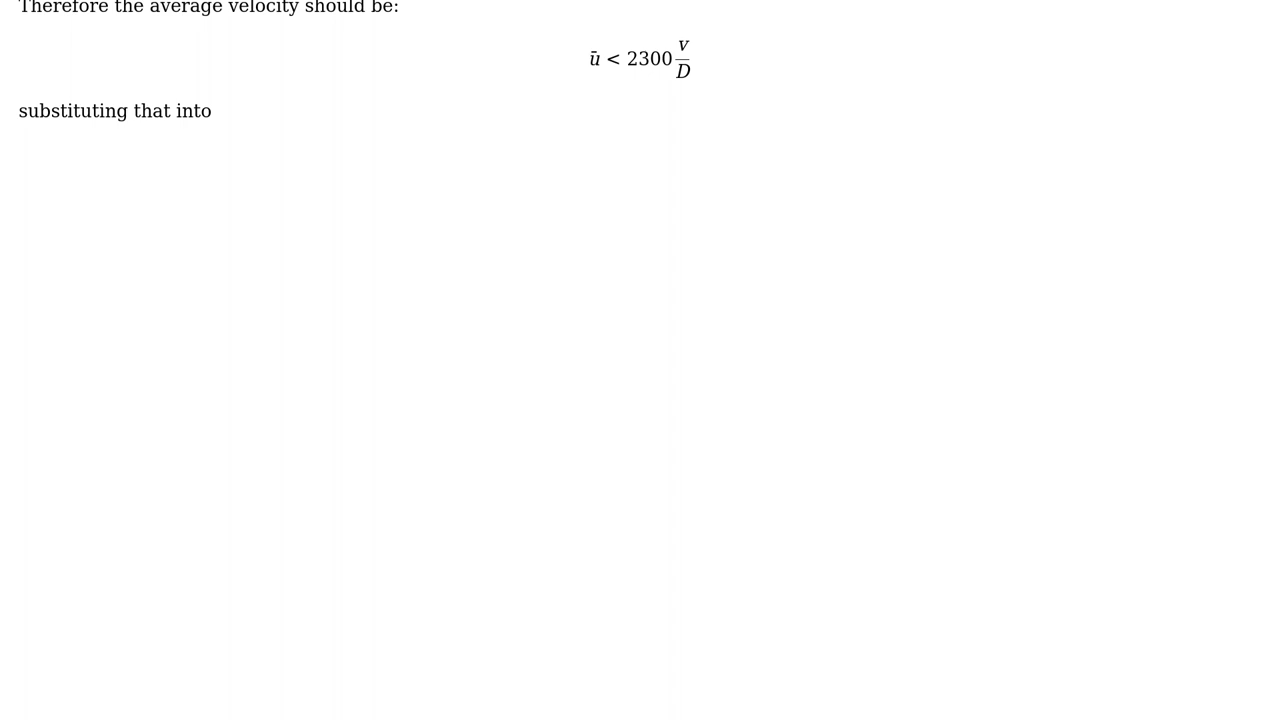 Therefore the average velocity should be:
ū < 2300 v/D
substituting that into